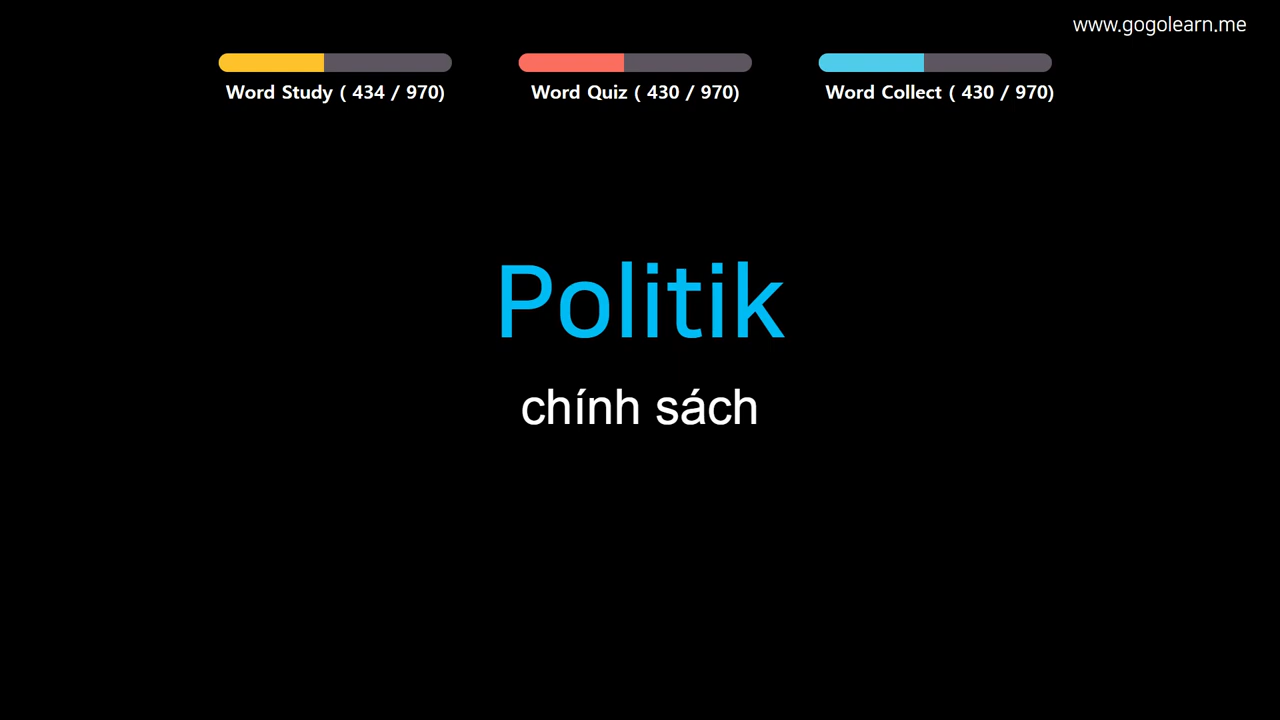 www.gogolearn.me
Word Study ( 434 / 970)
Word Quiz ( 430 / 970)
Word Collect ( 430 / 970)
Politik
chính sách